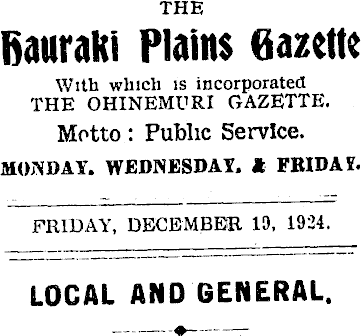 THE
Hauraki Plains Gazette
With which is incorporated
THE OHINEMURI GAZETTE.
Motto: Public Service.
MONDAY. WEDNESDAY. & FRIDAY.
FRIDAY, DECEMBER 19, 1924.
LOCAL AND GENERAL.